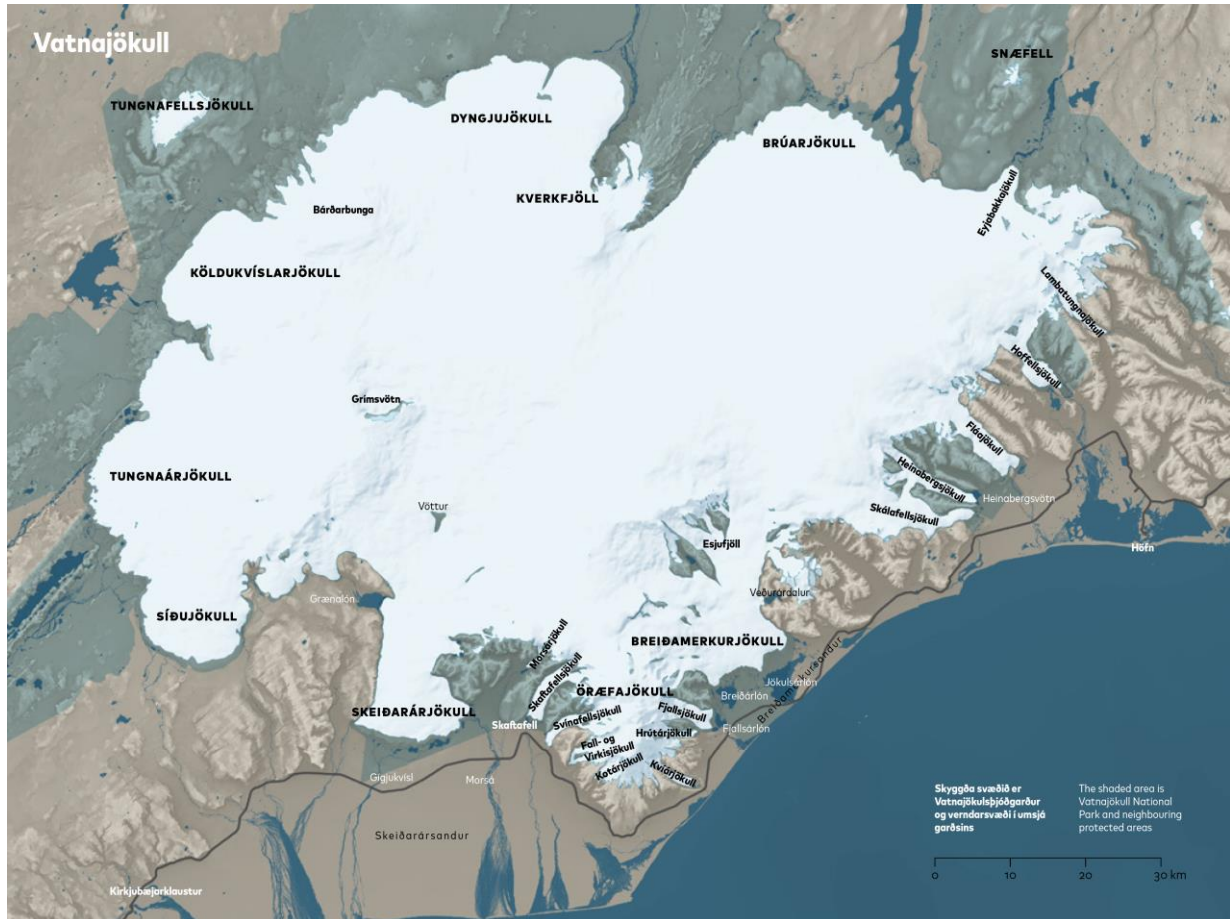 Vatnajökull
SNÆFELL
TUNGNAFELLSJÖKULL
DYNGJUJÖKULL
BRÚARJÖKULL
KVERKFJÖLL
Bárðarbunga
Eyjabakkajökull
KÖLDUKVÍSLARJÖKULL
Lambatungnajökull
Hoffellsjökull
Grímsvötn
Fláajökull
TUNGNAÁRJÖKULL
Heinabergsjökull
Heinabergsvötn
Vöttur
Skálafellsjökull
Esjufjöll
Höfn
Grænalón
Veðurárdalur
SÍÐUJÖKULL
Morsárjökull
BREIÐAMERKURJÖKULL
Skaftafellsjökull
ÖRÆFAJÖKULL
Jökulsárlón
Breiðárlón
Breiðamerkursandur
SKEIÐARÁRJÖKULL
Fjallsjökull
Skaftafell
Svínafellsjökull
Fjallsárlón
Hrútárjökull
Fall- og
Virkisjökull
Kotárjökull
Kvíárjökull
Gígjukvísl
Morsá
Skeiðarársandur
Kirkjubæjarklaustur
Skyggða svæðið er
Vatnajökulsþjóðgarður
og verndarsvæði í umsjá
garðsins
The shaded area is
Vatnajökull National
Park and neighbouring
protected areas
0 10 20 30 km